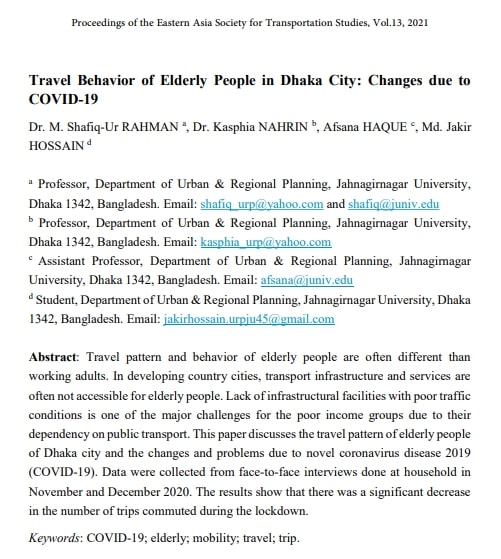 Proceedings of the Eastern Asia Society for Transportation Studies, Vol.13, 2021
Travel Behavior of Elderly People in Dhaka City: Changes due to
COVID-19
Dr. M. Shafiq-Ur RAHMAN ᵃ, Dr. Kasphia NAHRIN ᵇ, Afsana HAQUE ᶜ, Md. Jakir
HOSSAIN ᵈ
ᵃ Professor, Department of Urban & Regional Planning, Jahngirnagar University,
Dhaka 1342, Bangladesh. Email: shafiq_urp@yahoo.com and shafiq@juniv.edu
ᵇ Professor, Department of Urban & Regional Planning, Jahngirnagar University,
Dhaka 1342, Bangladesh. Email: kasphia_urp@yahoo.com
ᶜ Assistant Professor, Department of Urban & Regional Planning, Jahngirnagar
University, Dhaka 1342, Bangladesh. Email: afsana@juniv.edu
ᵈ Student, Department of Urban & Regional Planning, Jahngirnagar University, Dhaka
1342, Bangladesh. Email: jakirhossain.urpju45@gmail.com
Abstract: Travel pattern and behavior of elderly people are often different than
working adults. In developing country cities, transport infrastructure and services are
often not accessible for elderly people. Lack of infrastructural facilities with poor traffic
conditions is one of the major challenges for the poor income groups due to their
dependency on public transport. This paper discusses the travel pattern of elderly people
of Dhaka city and the changes and problems due to novel coronavirus disease 2019
(COVID-19). Data were collected from face-to-face interviews done at household in
November and December 2020. The results show that there was a significant decrease
in the number of trips commuted during the lockdown.
Keywords: COVID-19; elderly; mobility; travel; trip.